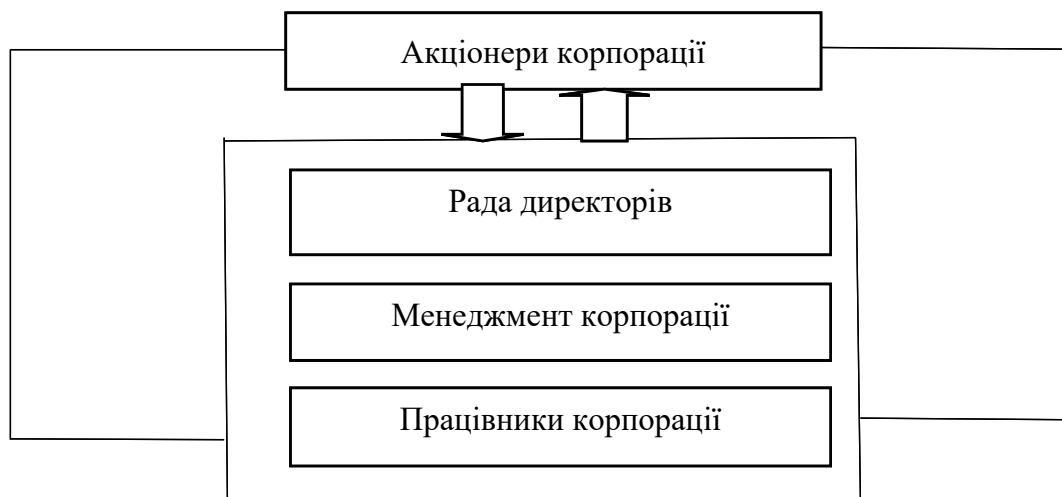 Акціонери корпорації
Рада директорів
Менеджмент корпорації
Працівники корпорації